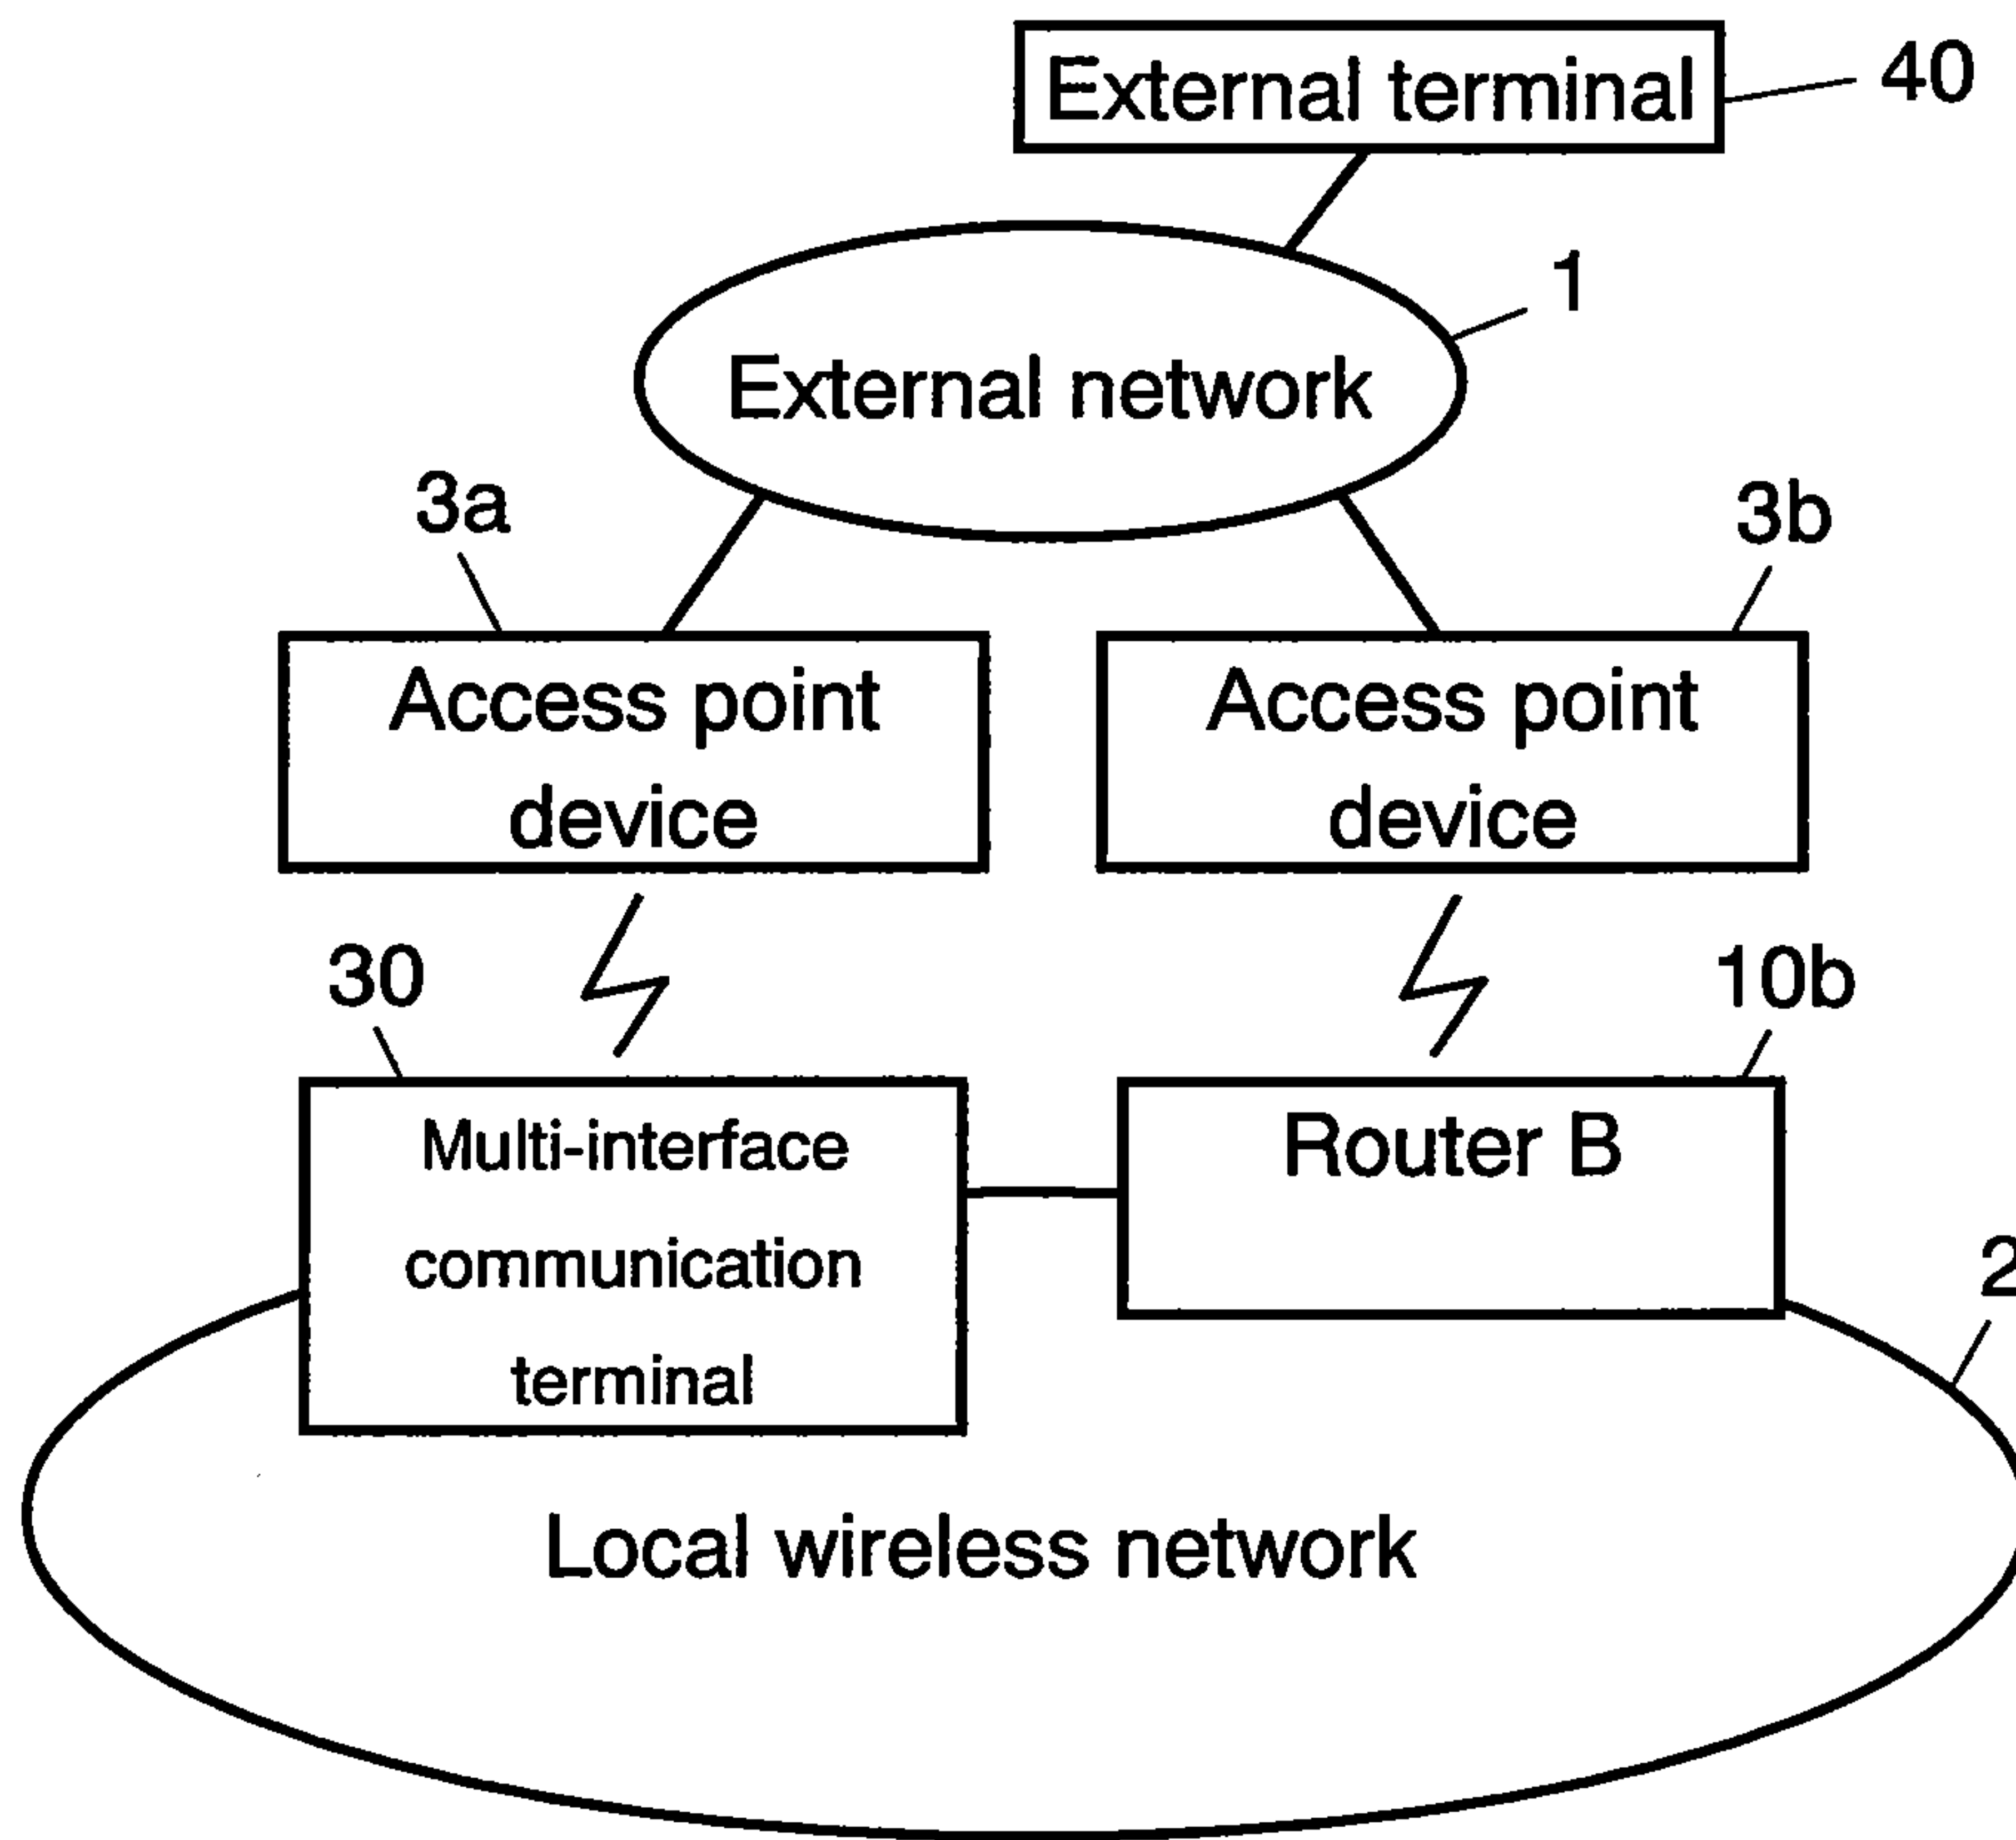 External terminal
40
1
External network
3a
3b
Access point
device
Access point
device
30
10b
Multi-interface
communication
terminal
Router B
2
Local wireless network